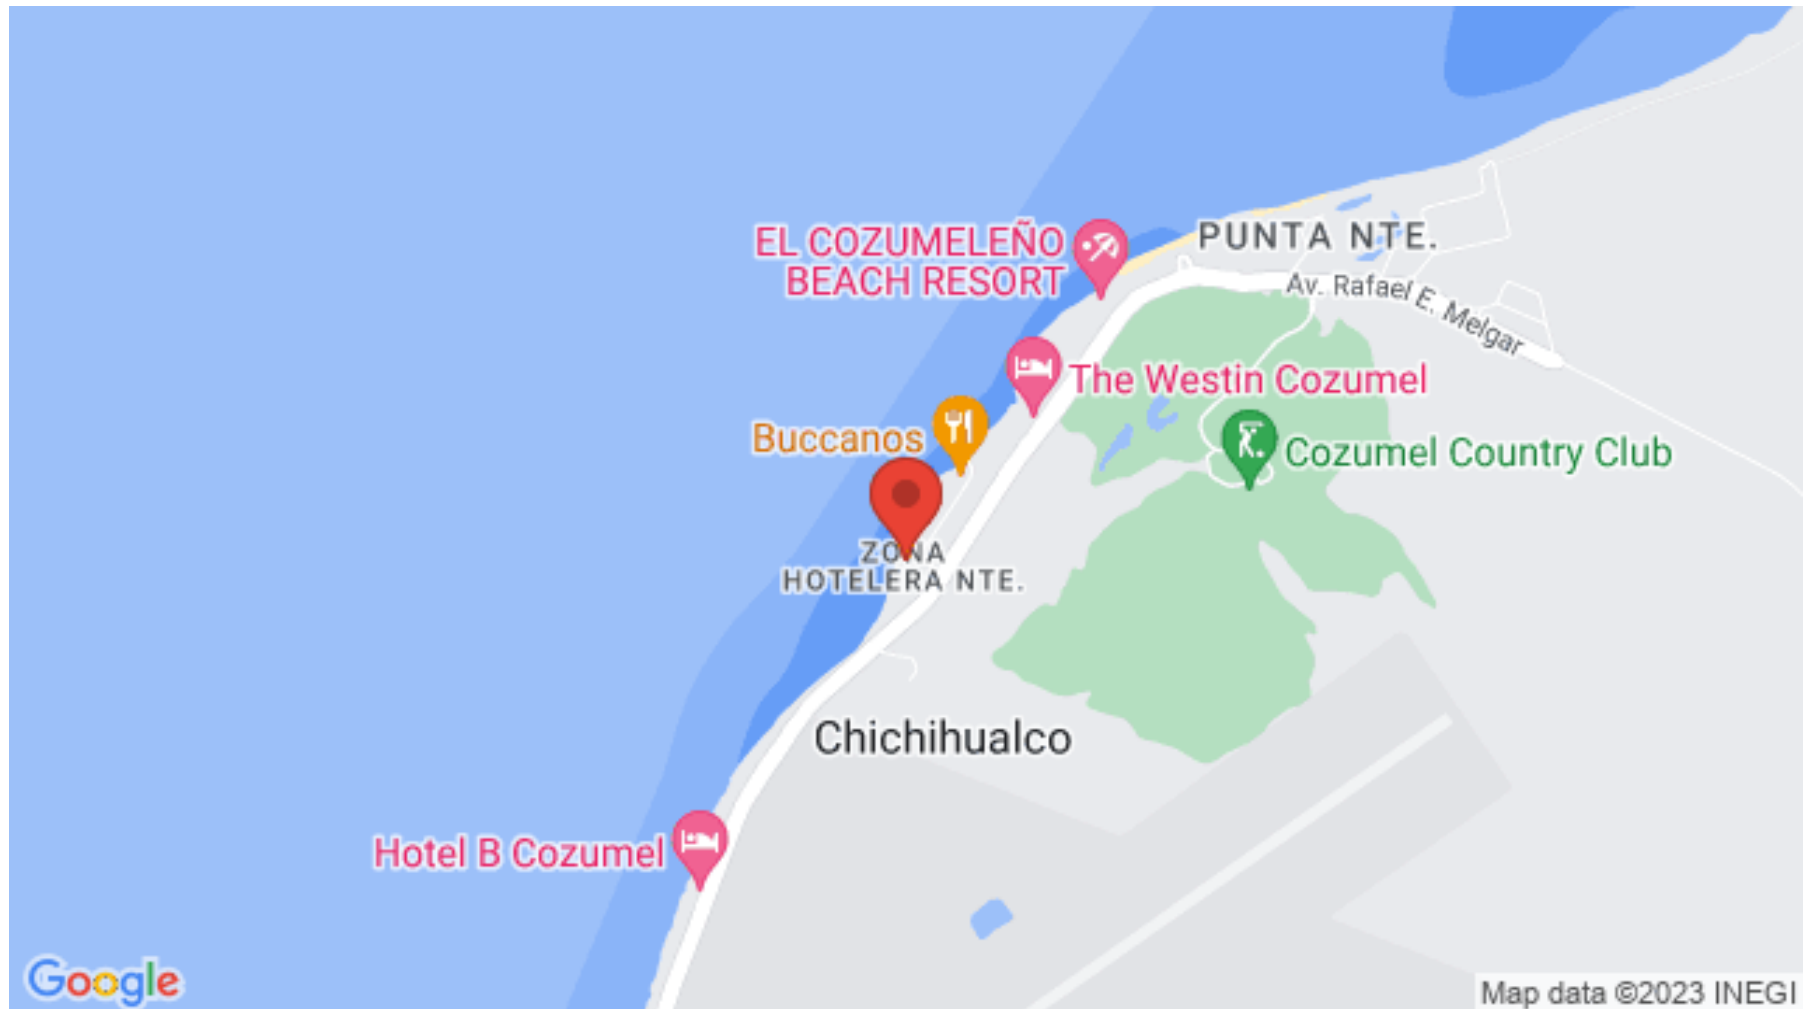 EL COZUMELEÑO
BEACH RESORT
PUNTA NTE.
Av. Rafael E. Melgar
The Westin Cozumel
Buccanos
Cozumel Country Club
ZONA
HOTELERA NTE.
Chichihualco
Hotel B Cozumel
Google
Map data ©2023 INEGI